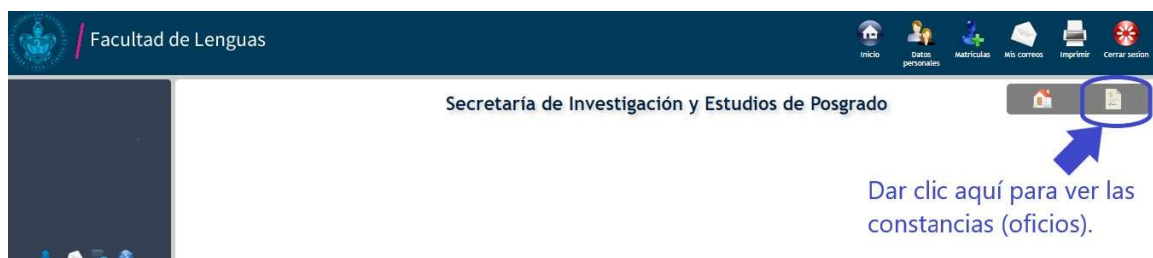 Facultad de Lenguas
Inicio
Datos personales
Matriculas
Mis correos
Imprimir
Cerrar sesion
Secretaría de Investigación y Estudios de Posgrado
Dar clic aquí para ver las
constancias (oficios).